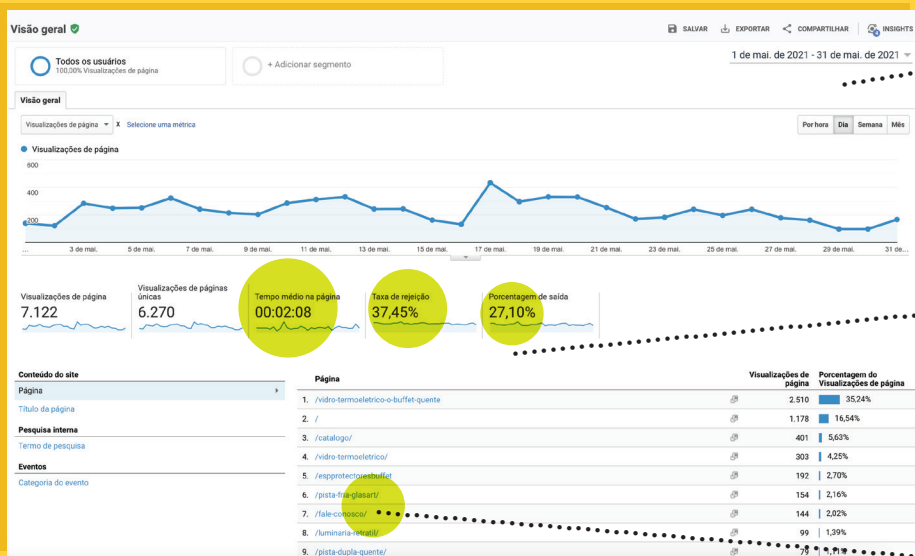 Visão geral
SALVAR EXPORTAR COMPARTILHAR INSIGHTS
Todos os usuários
100,00% Visualizações de página
+ Adicionar segmento
1 de mai. de 2021 - 31 de mai. de 2021
Visão geral
Visualizações de página X Selecione uma métrica
Por hora Dia Semana Mês
Visualizações de página
600
400
200
... 3 de mai. 5 de mai. 7 de mai. 9 de mai. 11 de mai. 13 de mai. 15 de mai. 17 de mai. 19 de mai. 21 de mai. 23 de mai. 25 de mai. 27 de mai. 29 de mai. 31 de...
Visualizações de página
7.122
Visualizações de páginas
únicas
6.270
Tempo médio na página
00:02:08
Taxa de rejeição
37,45%
Porcentagem de saída
27,10%
Conteúdo do site
Página
Título da página
Pesquisa interna
Termo de pesquisa
Eventos
Categoria do evento
Página
Visualizações de
página
Porcentagem do
Visualizações de página
1. /vidro-termoeletrico-o-buffet-quente 2.510 35,24%
2. / 1.178 16,54%
3. /catalogo/ 401 5,63%
4. /vidro-termoeletrico/ 303 4,25%
5. /espprotectoresbuffet 192 2,70%
6. /pista-fria-glasart/ 154 2,16%
7. /fale-conosco/ 144 2,02%
8. /luminaria-retratil/ 99 1,39%
9. /pista-dupla-quente/ 79